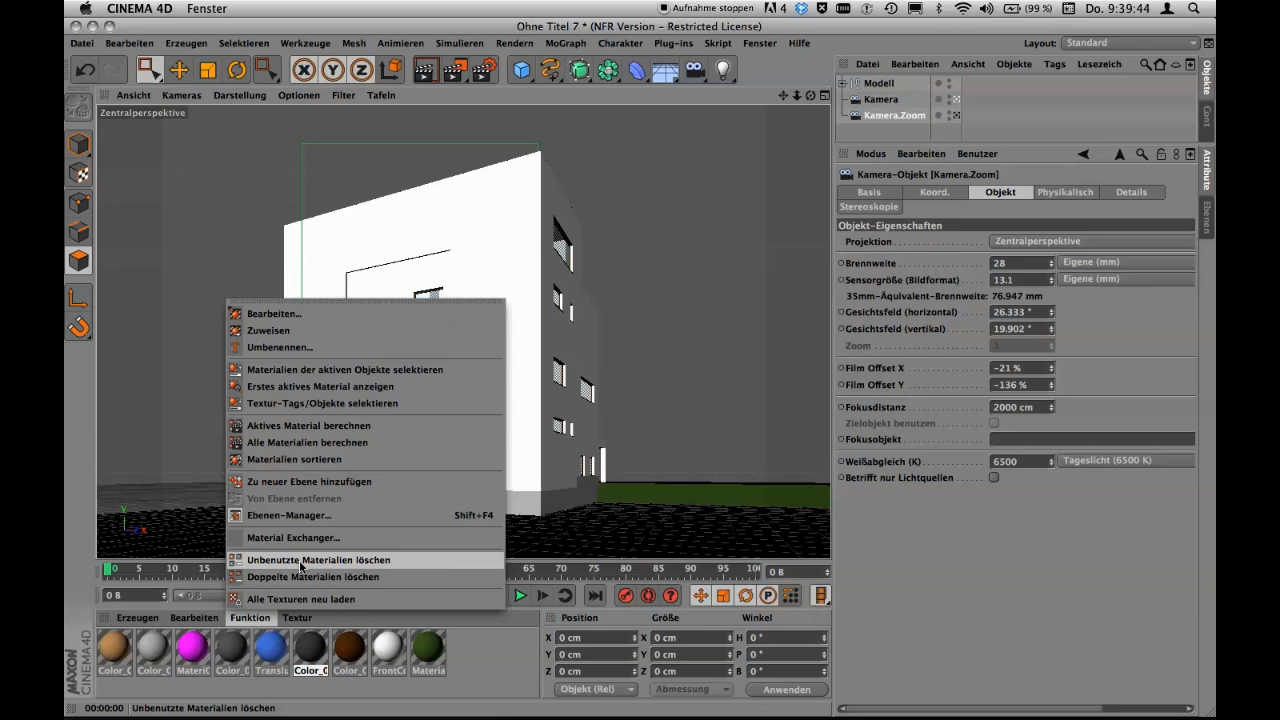 CINEMA 4D Fenster Aufnahme stoppen 4 (99 %) Do. 9:39:44
Ohne Titel 7 * (NFR Version - Restricted License)
Datei Bearbeiten Erzeugen Selektieren Werkzeuge Mesh Animieren Simulieren Rendern MoGraph Charakter Plug-ins Skript Fenster Hilfe Layout: Standard
X Y Z
Datei Bearbeiten Ansicht Objekte Tags Lesezeich
Modell
Kamera
Kamera.Zoom
Objekte
Attribute
Ebenen
Ansicht Kameras Darstellung Optionen Filter Tafeln
Zentralperspektive
Modus Bearbeiten Benutzer
Kamera-Objekt [Kamera.Zoom]
Basis Koord. Objekt Physikalisch Details
Stereoskopie
Objekt-Eigenschaften
Projektion Zentralperspektive
Brennweite 28 Eigene (mm)
Sensorgröße (Bildformat) 13.1 Eigene (mm)
35mm-Äquivalent-Brennweite: 76.947 mm
Gesichtsfeld (horizontal) 26.333 °
Gesichtsfeld (vertikal) 19.902 °
Zoom 1
Film Offset X -21 %
Film Offset Y -136 %
Fokusdistanz 2000 cm
Zielobjekt benutzen
Fokusobjekt
Weißabgleich (K) 6500 Tageslicht (6500 K)
Betrifft nur Lichtquellen
Bearbeiten...
Zuweisen
Umbenennen...
Materialien der aktiven Objekte selektieren
Erstes aktives Material anzeigen
Textur-Tags/Objekte selektieren
Aktives Material berechnen
Alle Materialien berechnen
Materialien sortieren
Zu neuer Ebene hinzufügen
Von Ebene entfernen
Ebenen-Manager... Shift+F4
Material Exchanger...
Unbenutzte Materialien löschen
Doppelte Materialien löschen
Alle Texturen neu laden
Y X
0 5 10 15 65 70 75 80 85 90 95 100 0 B
0 B 0 B
Erzeugen Bearbeiten Funktion Textur
Color_0 Color_0 Material Color_0 Translu Color_0 Color_0 FrontCo Materia
Position Größe Winkel
X 0 cm X 0 cm H 0 °
Y 0 cm Y 0 cm P 0 °
Z 0 cm Z 0 cm B 0 °
Objekt (Rel) Abmessung Anwenden
MAXON CINEMA 4D
00:00:00 Unbenutzte Materialien löschen